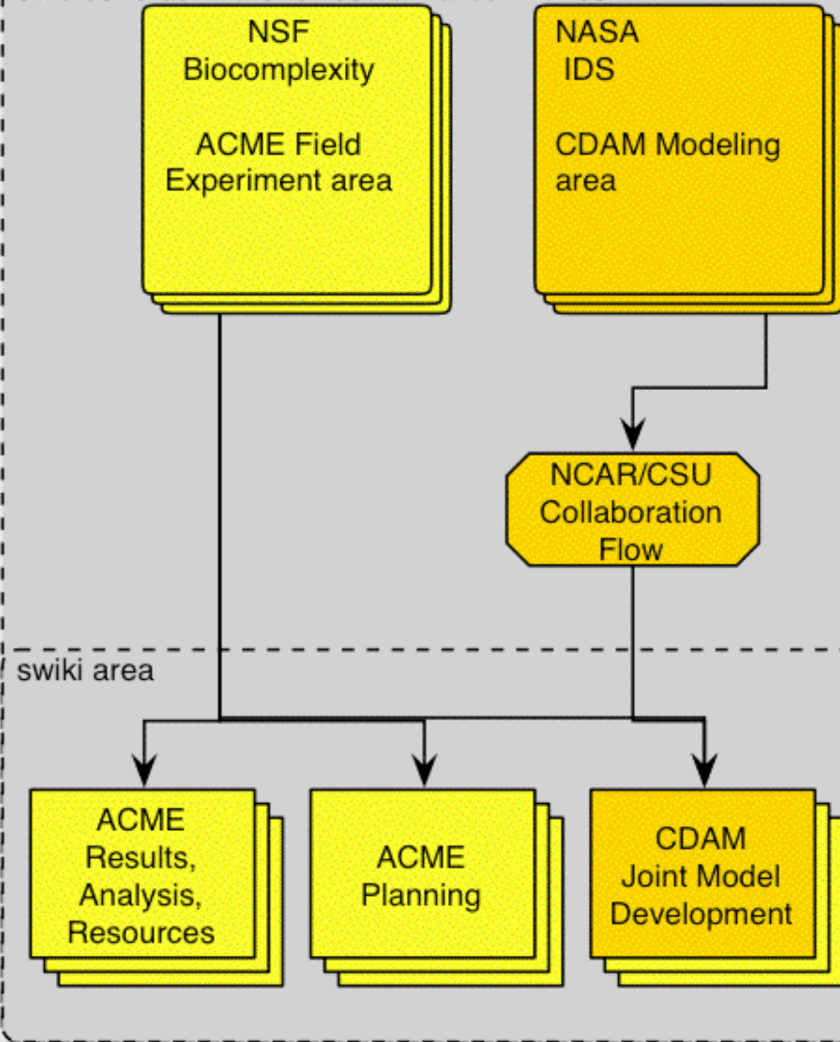 NSF
Biocomplexity
ACME Field
Experiment area
NASA
IDS
CDAM Modeling
area
NCAR/CSU
Collaboration
Flow
swiki area
ACME
Results,
Analysis,
Resources
ACME
Planning
CDAM
Joint Model
Development